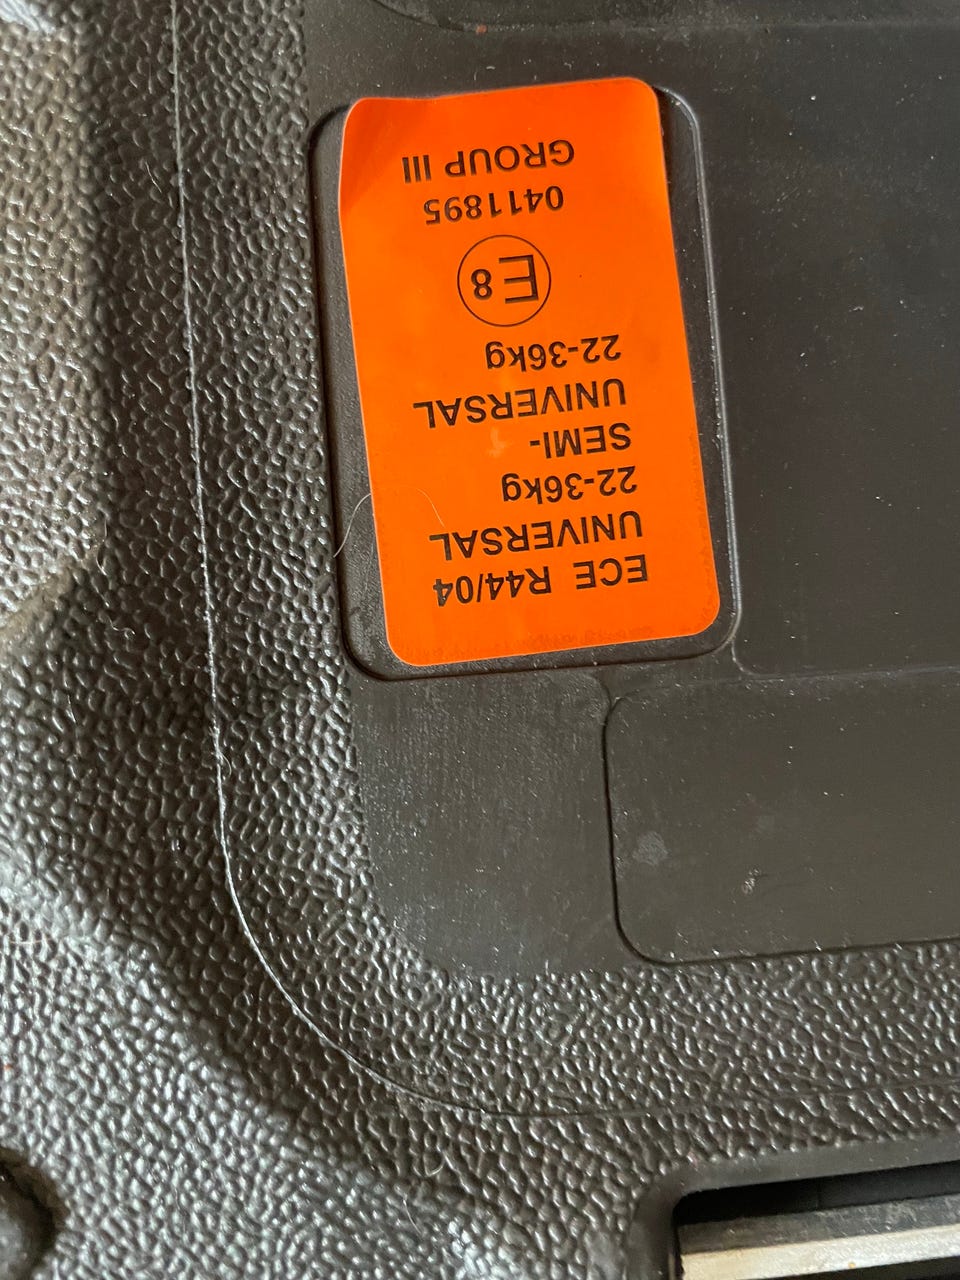 ECE R44/04
UNIVERSAL
22-36kg
SEMI-
UNIVERSAL
22-36kg
E8
0411895
GROUP III